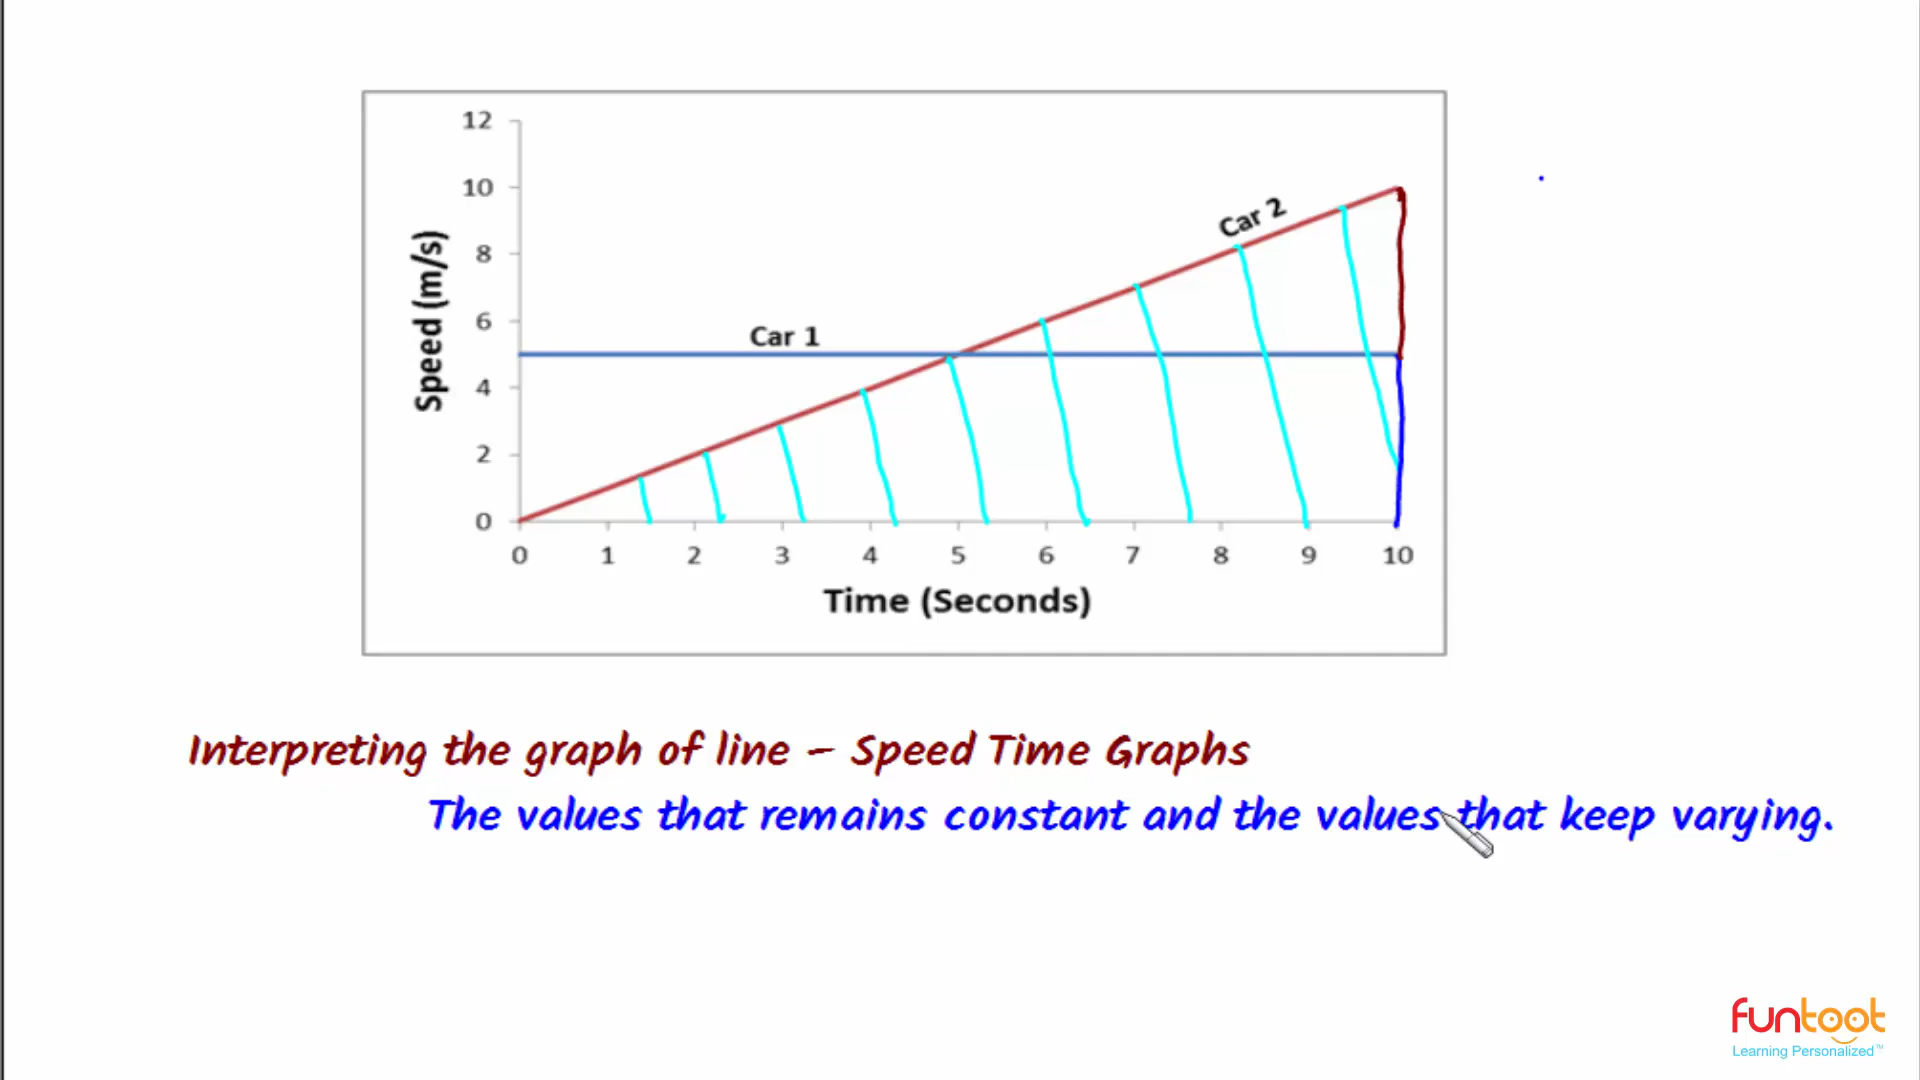 12
10
8
6
4
2
0
Speed (m/s)
Car 1
Car 2
0 1 2 3 4 5 6 7 8 9 10
Time (Seconds)
Interpreting the graph of line – Speed Time Graphs
The values that remains constant and the values that keep varying.
funtoot
Learning Personalized™